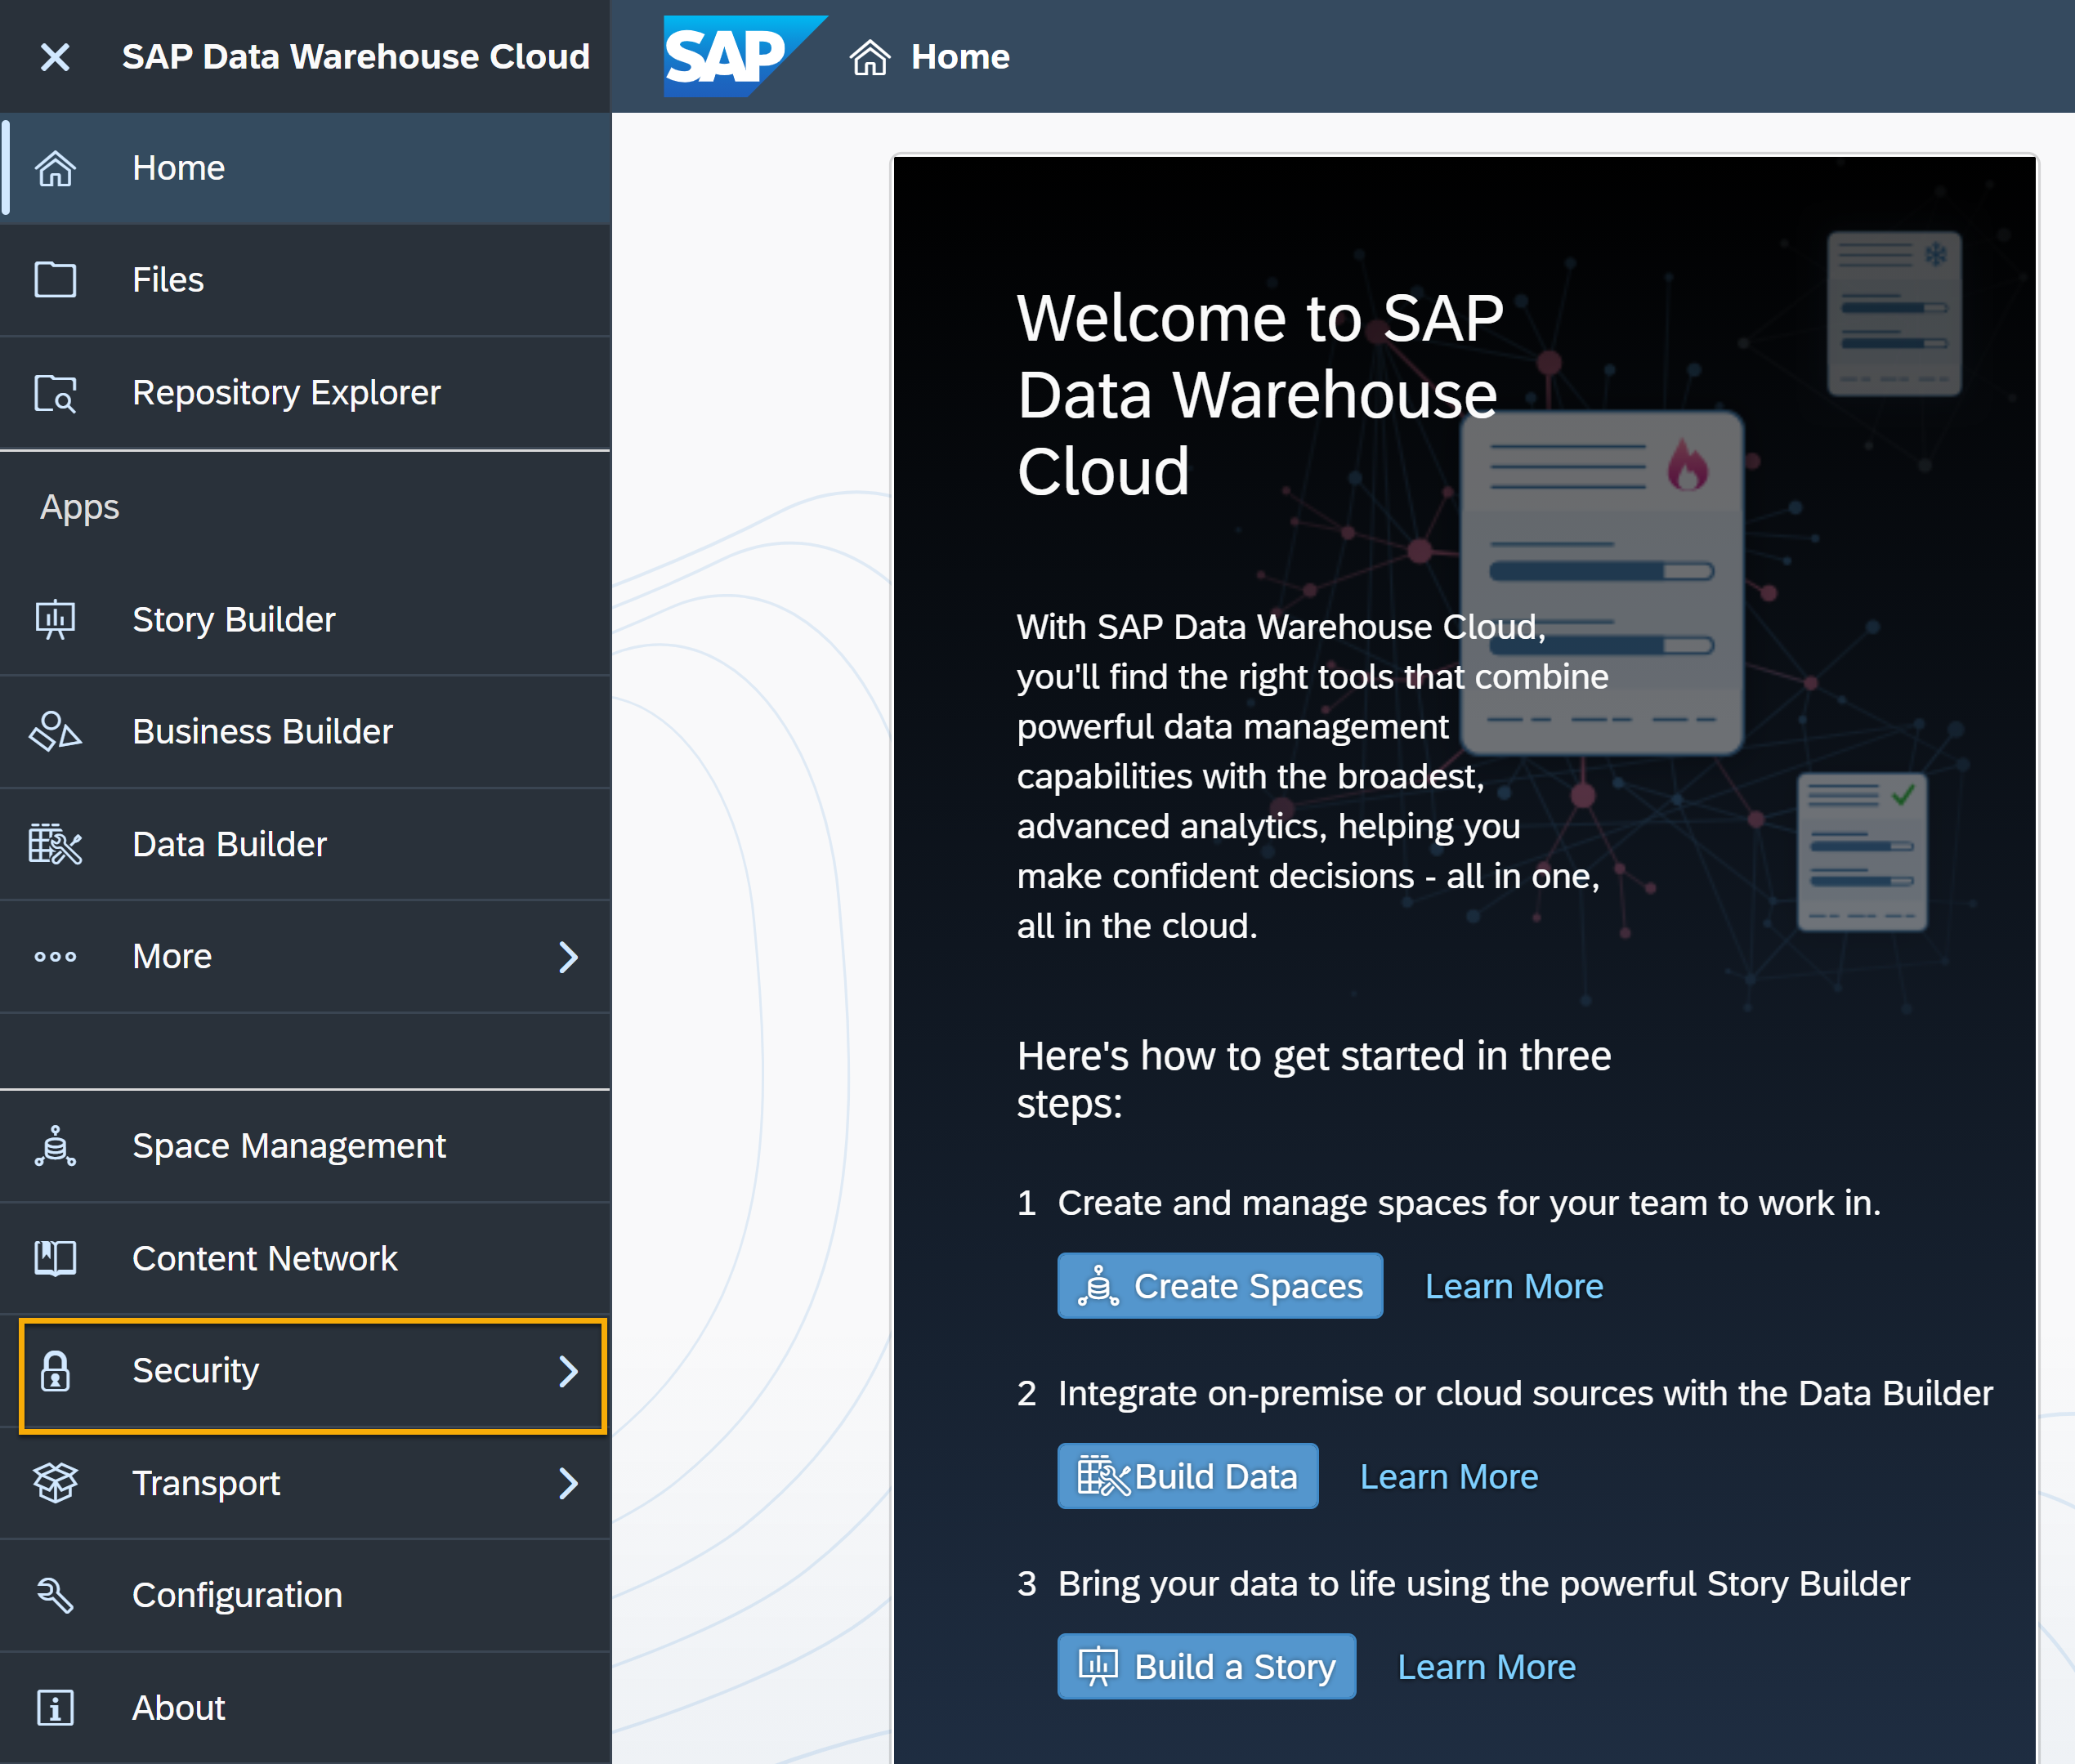 SAP Data Warehouse Cloud
SAP
Home
Home
Files
Repository Explorer
Apps
Story Builder
Business Builder
Data Builder
More
Space Management
Content Network
Security
Transport
Configuration
About
Welcome to SAP
Data Warehouse
Cloud
With SAP Data Warehouse Cloud,
you'll find the right tools that combine
powerful data management
capabilities with the broadest,
advanced analytics, helping you
make confident decisions - all in one,
all in the cloud.
Here's how to get started in three
steps:
1 Create and manage spaces for your team to work in.
Create Spaces Learn More
2 Integrate on-premise or cloud sources with the Data Builder
Build Data Learn More
3 Bring your data to life using the powerful Story Builder
Build a Story Learn More